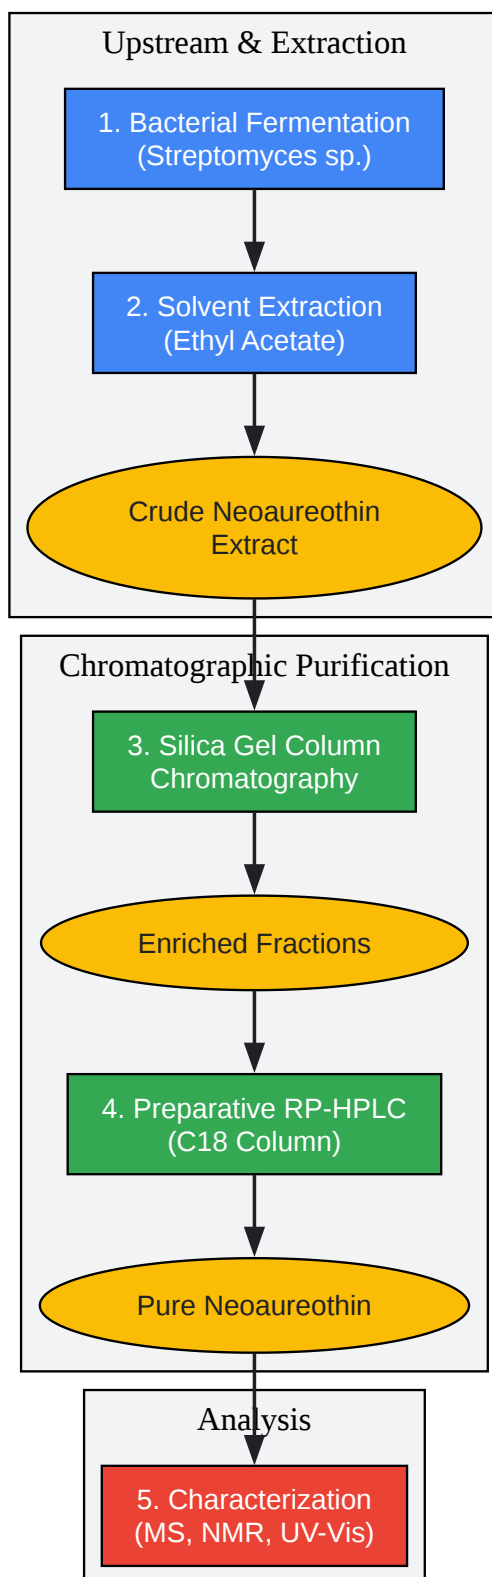 Upstream & Extraction
1. Bacterial Fermentation
(Streptomyces sp.)
2. Solvent Extraction
(Ethyl Acetate)
Crude Neoaureothin
Extract
Chromatographic Purification
3. Silica Gel Column
Chromatography
Enriched Fractions
4. Preparative RP-HPLC
(C18 Column)
Pure Neoaureothin
Analysis
5. Characterization
(MS, NMR, UV-Vis)